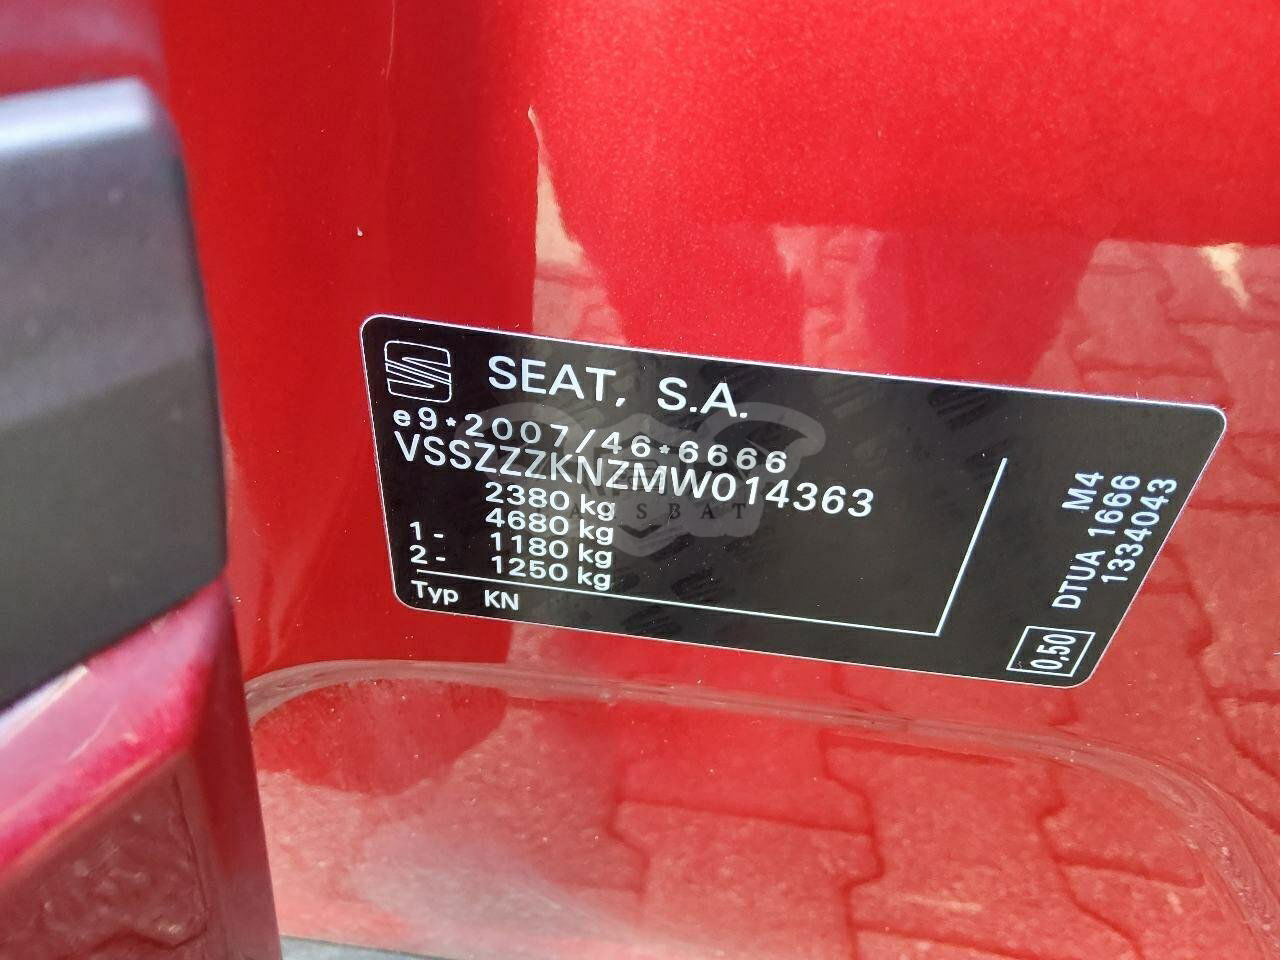 SEAT, S.A.
e9*2007/46*6666
VSSZZZKNZMW014363
2380 kg
4680 kg
1- 1180 kg
2- 1250 kg
Typ KN
M4
DTUA 1666
1334043
0,50